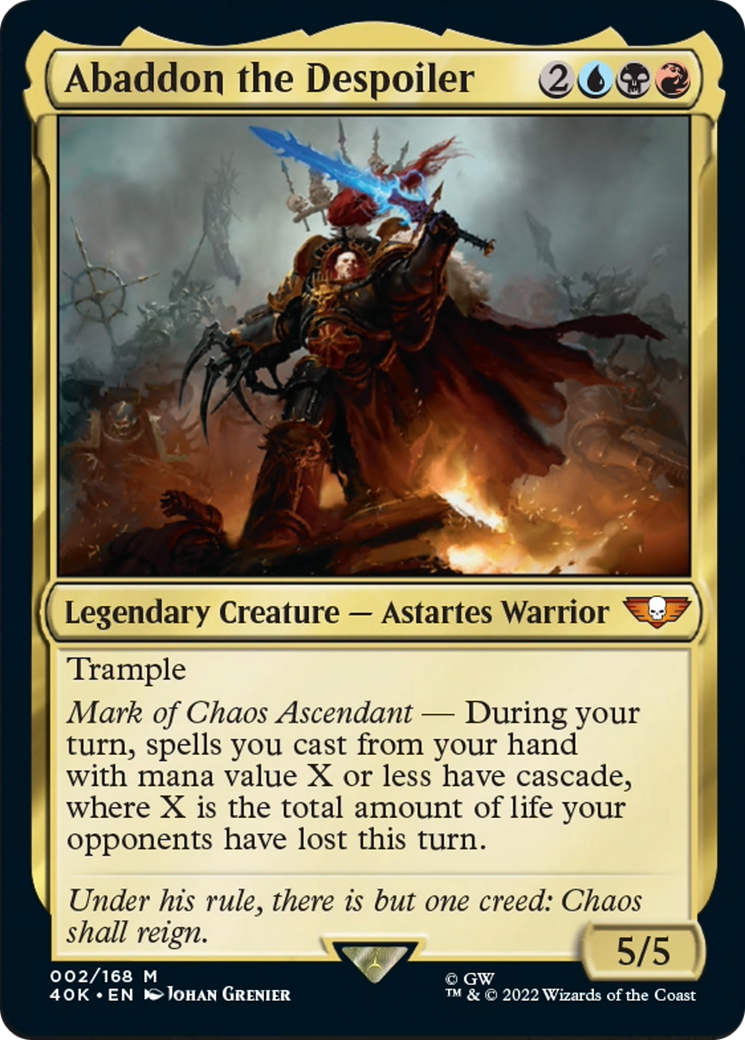 Abaddon the Despoiler 2
Legendary Creature — Astartes Warrior
Trample
Mark of Chaos Ascendant — During your
turn, spells you cast from your hand
with mana value X or less have cascade,
where X is the total amount of life your
opponents have lost this turn.
Under his rule, there is but one creed: Chaos
shall reign.
5/5
002/168 M
40K • EN Johan Grenier
© GW
™ & © 2022 Wizards of the Coast